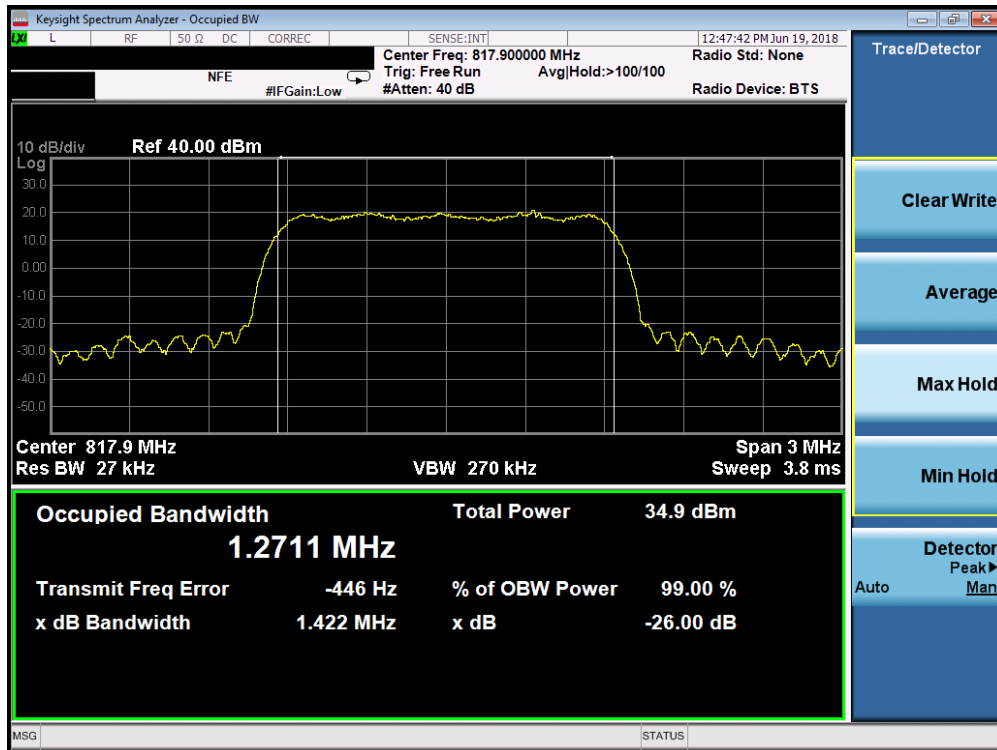 Keysight Spectrum Analyzer - Occupied BW
LXI L RF 50 Ω DC CORREC SENSE:INT 12:47:42 PM Jun 19, 2018
Center Freq: 817.900000 MHz Radio Std: None
NFE Trig: Free Run Avg|Hold:>100/100
#IFGain:Low #Atten: 40 dB Radio Device: BTS
10 dB/div Ref 40.00 dBm
Log
30.0
20.0
10.0
0.00
-10.0
-20.0
-30.0
-40.0
-50.0
Center 817.9 MHz Span 3 MHz
Res BW 27 kHz VBW 270 kHz Sweep 3.8 ms
Occupied Bandwidth Total Power 34.9 dBm
1.2711 MHz
Transmit Freq Error -446 Hz % of OBW Power 99.00 %
x dB Bandwidth 1.422 MHz x dB -26.00 dB
MSG STATUS
Trace/Detector
Clear Write
Average
Max Hold
Min Hold
Detector
Peak▶
Auto Man